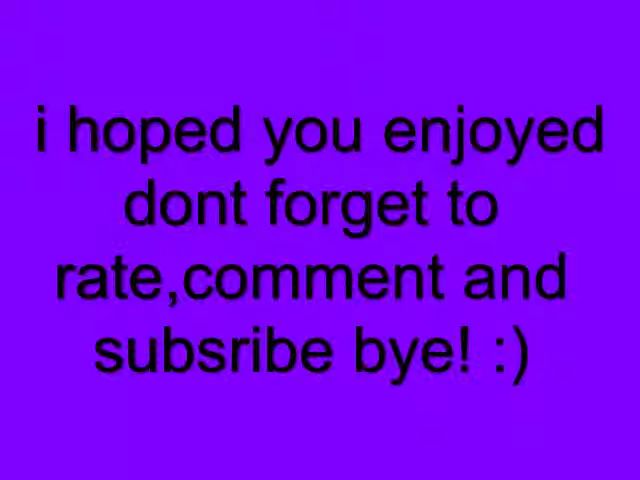 i hoped you enjoyed
dont forget to
rate,comment and
subsribe bye! :)